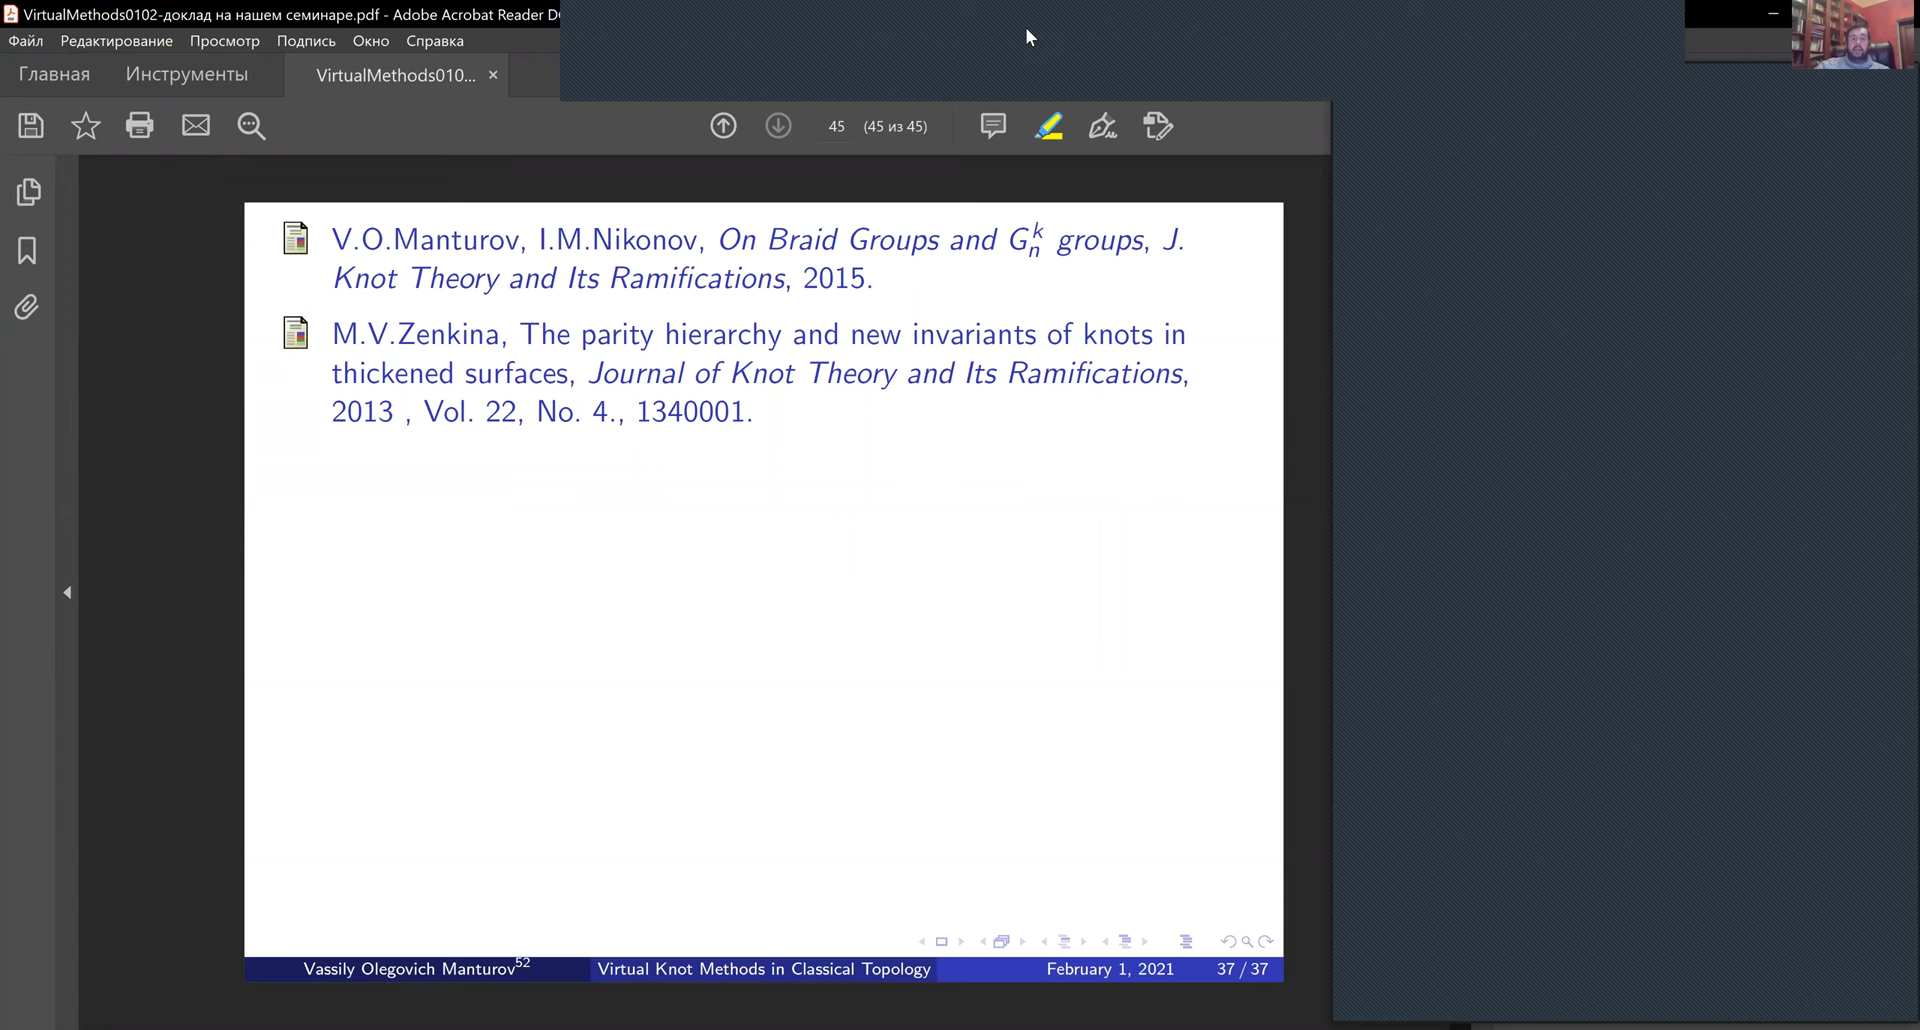 VirtualMethods0102-доклад на нашем семинаре.pdf - Adobe Acrobat Reader D
Файл Редактирование Просмотр Подпись Окно Справка
Главная Инструменты VirtualMethods010... ×
45 (45 из 45)
V.O.Manturov, I.M.Nikonov, On Braid Groups and G_n^k groups, J.
Knot Theory and Its Ramifications, 2015.
M.V.Zenkina, The parity hierarchy and new invariants of knots in
thickened surfaces, Journal of Knot Theory and Its Ramifications,
2013 , Vol. 22, No. 4., 1340001.
Vassily Olegovich Manturov52 Virtual Knot Methods in Classical Topology February 1, 2021 37 / 37